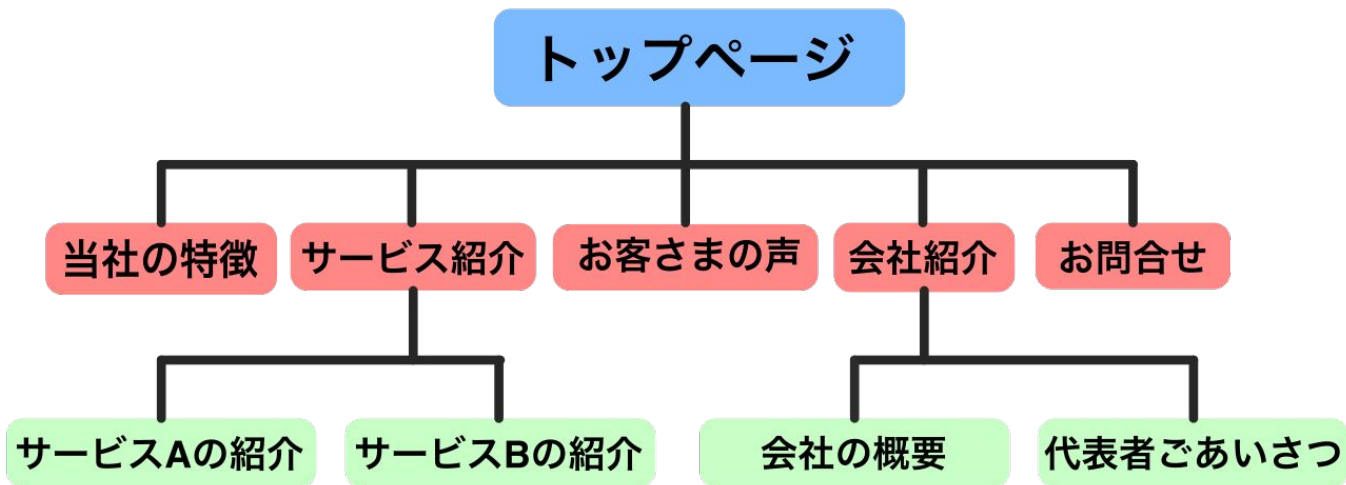 トップページ
当社の特徴
サービス紹介
お客さまの声
会社紹介
お問合せ
サービスAの紹介
サービスBの紹介
会社の概要
代表者ごあいさつ